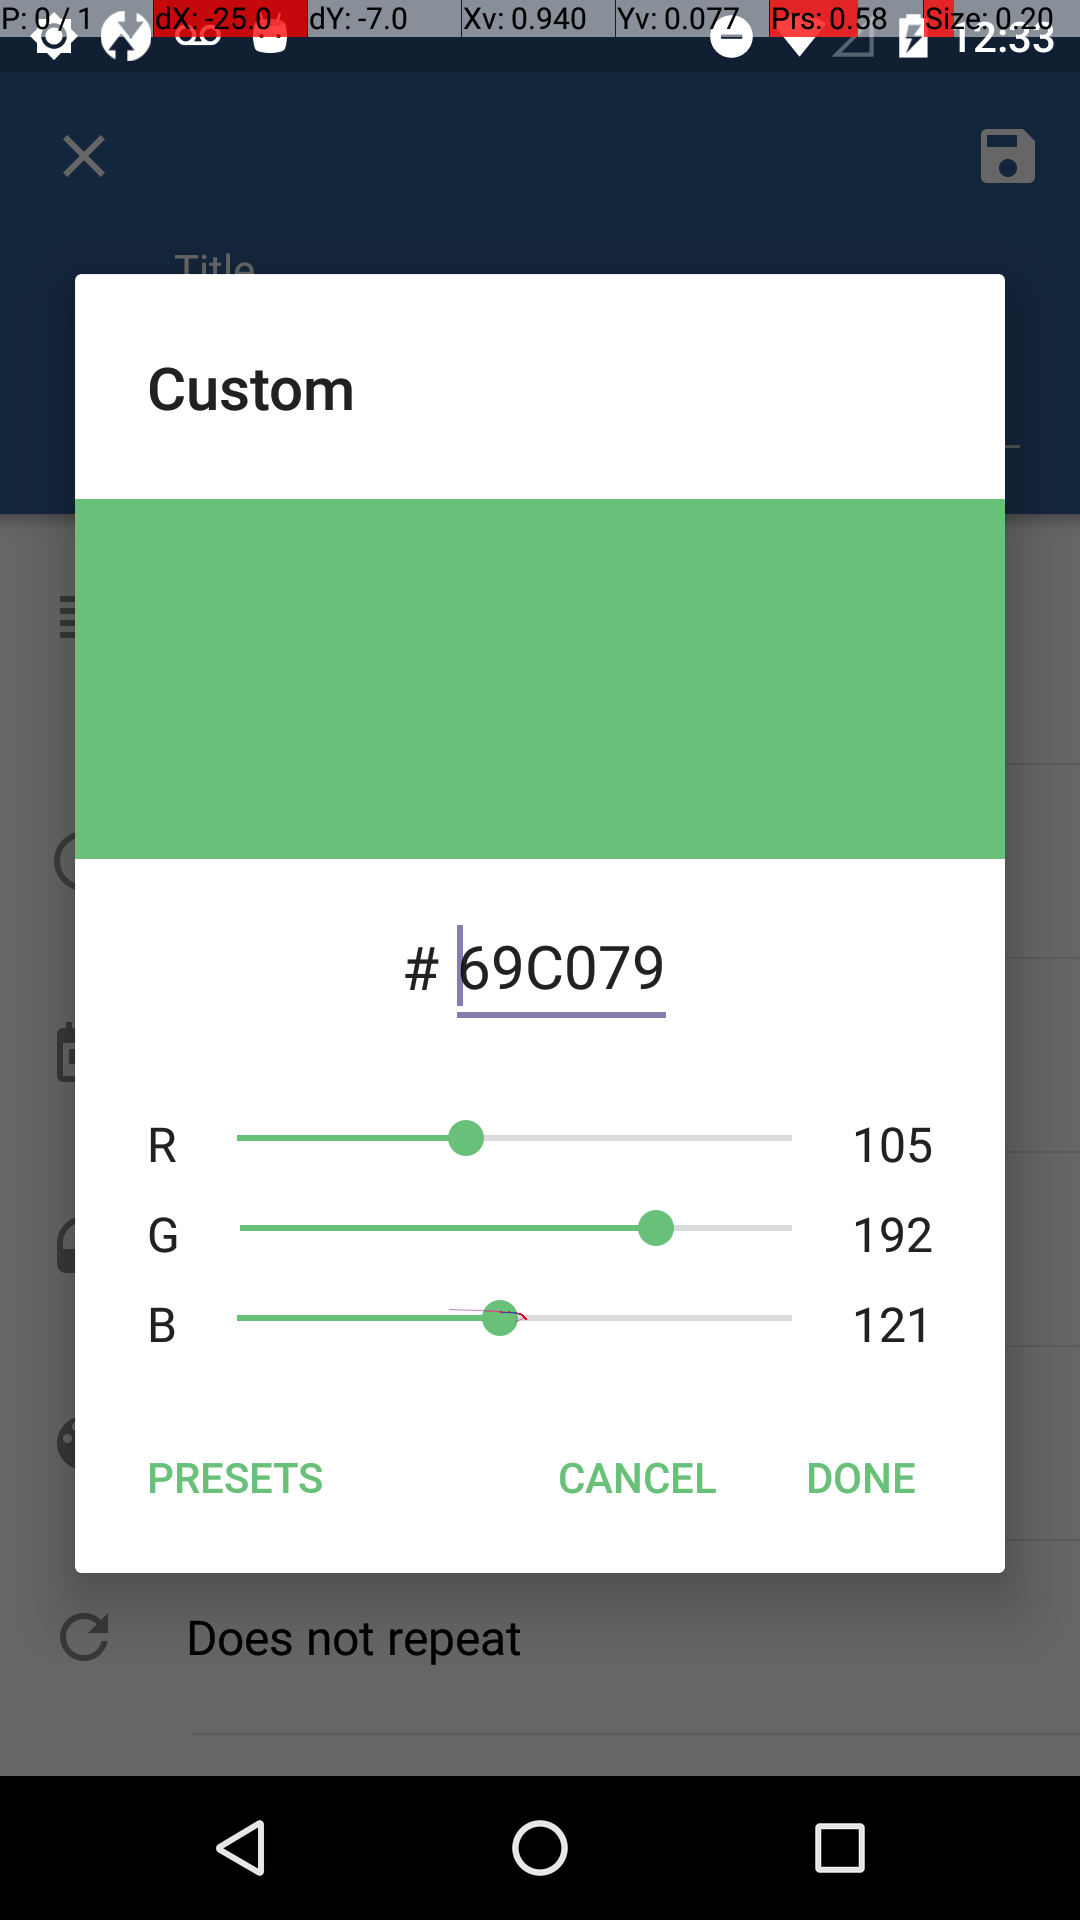 P: 0 / 1 dX: -25.0 dY: -7.0 Xv: 0.940 Yv: 0.077 Prs: 0.58 Size: 0.20
12:33
Title
Custom
# 69C079
R 105
G 192
B 121
PRESETS CANCEL DONE
Does not repeat